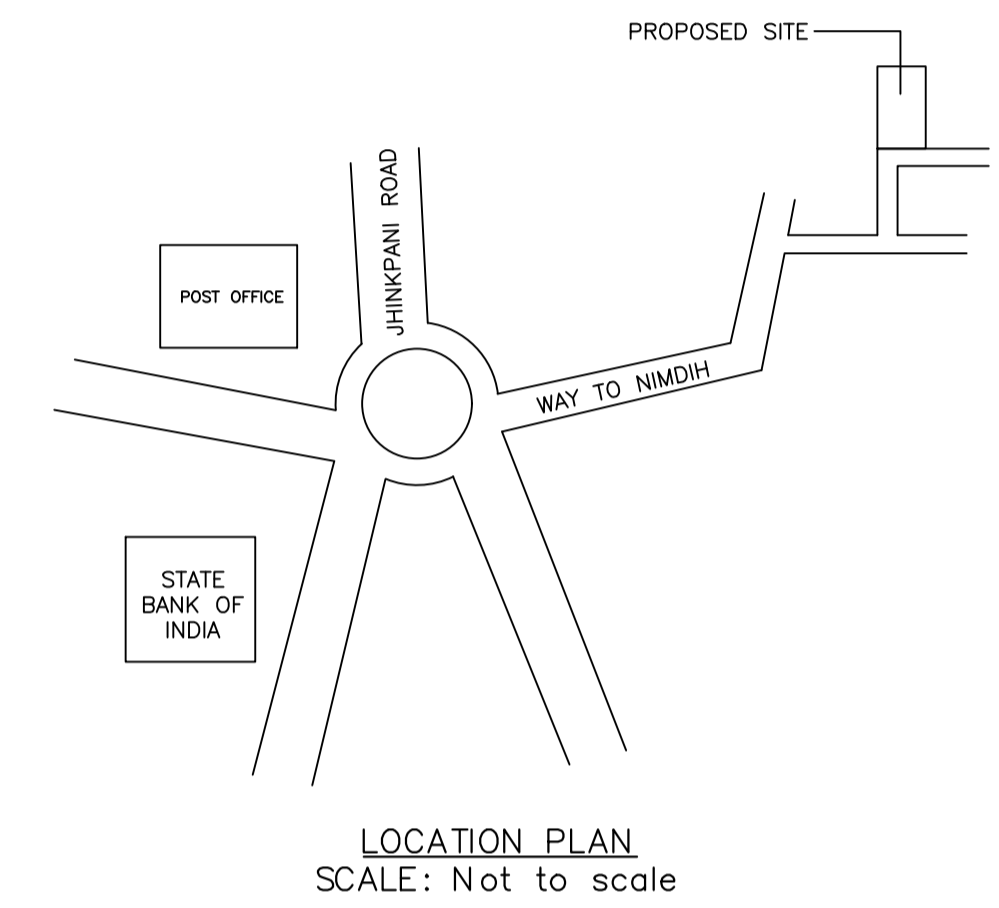 PROPOSED SITE
JHINKPANI ROAD
POST OFFICE
WAY TO NIMDIH
STATE
BANK OF
INDIA
LOCATION PLAN
SCALE: Not to scale